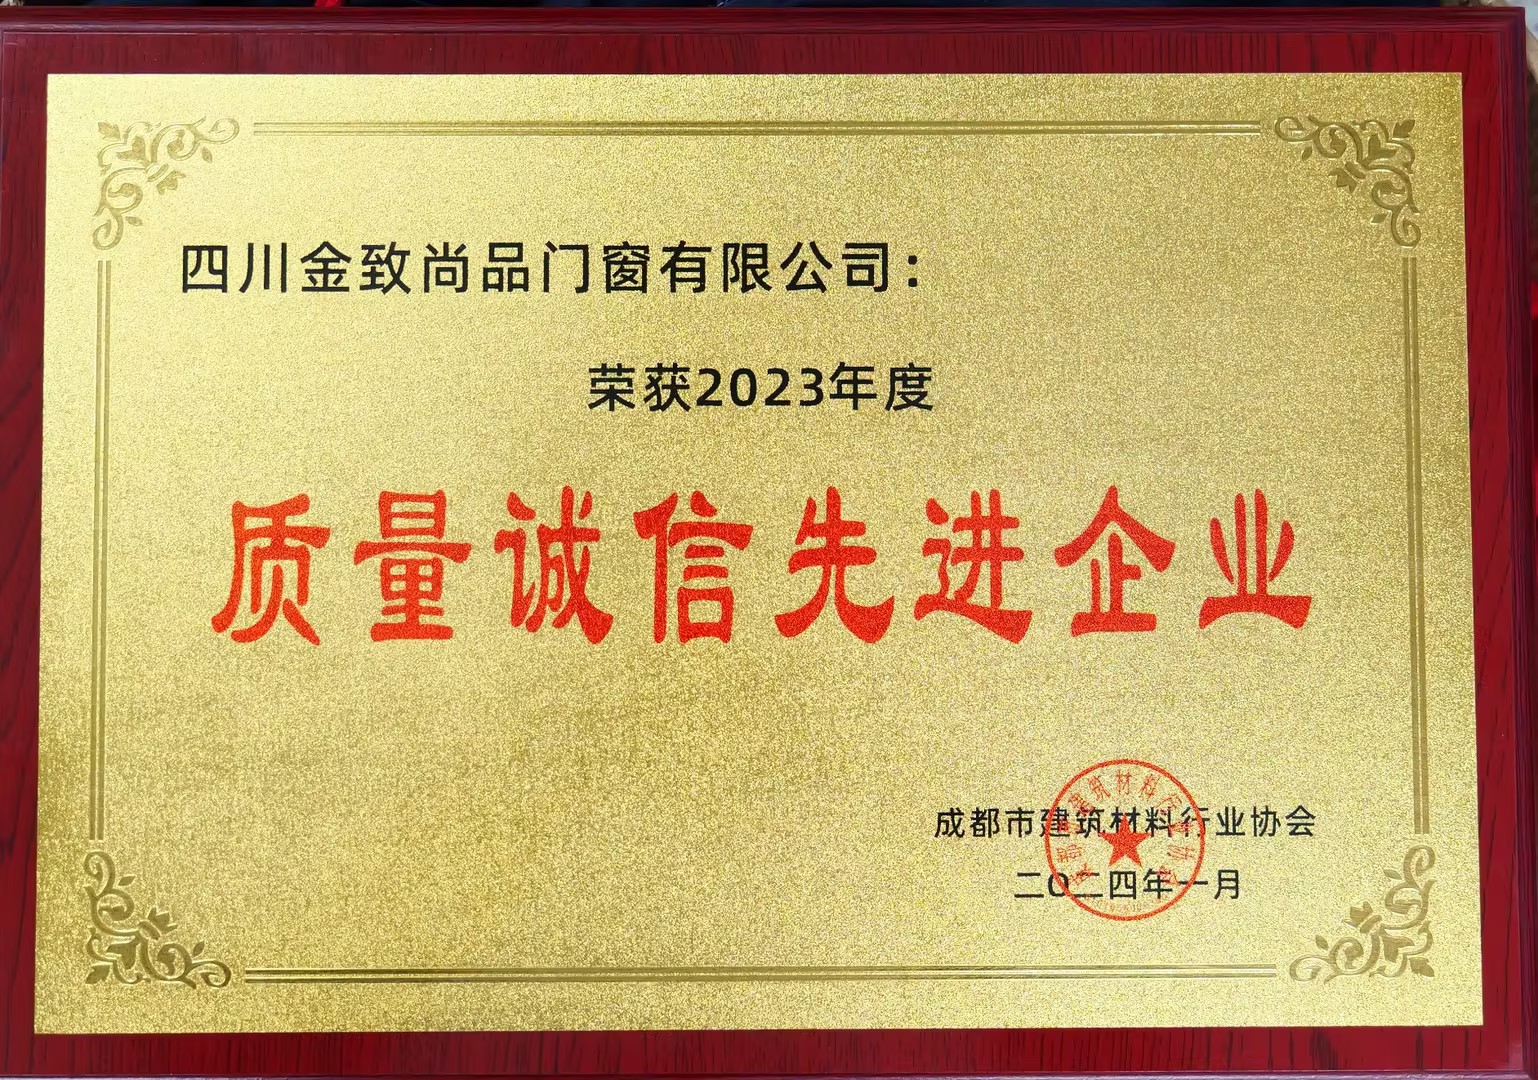 四川金致尚品门窗有限公司：
荣获2023年度
质量诚信先进企业
成都市建筑材料行业协会
二〇二四年一月